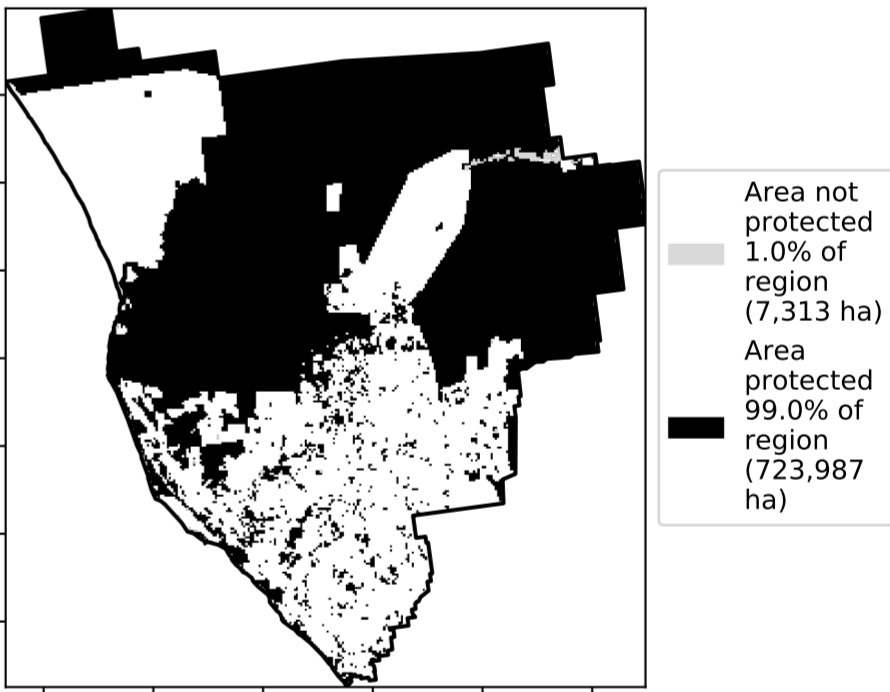 Area not
protected
1.0% of
region
(7,313 ha)
Area
protected
99.0% of
region
(723,987
ha)